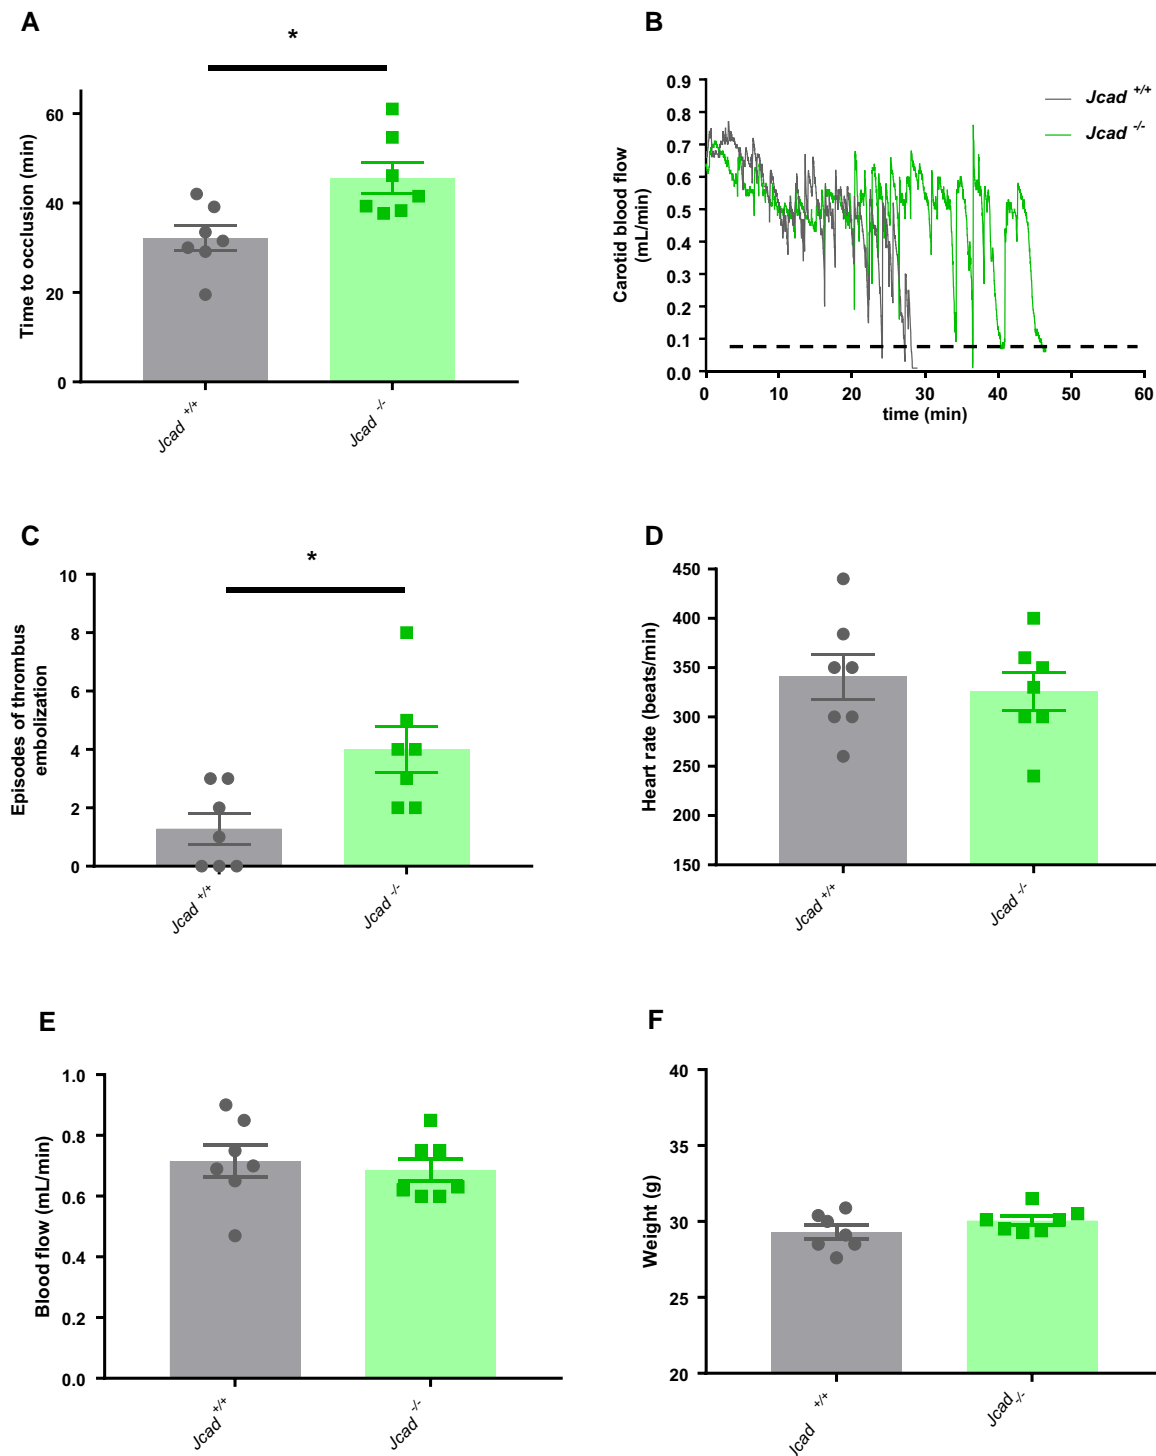 A
*
Time to occlusion (min)
60
40
20
0
Jcad +/+
Jcad -/-
B
Carotid blood flow
(mL/min)
0.9
0.8
0.7
0.6
0.5
0.4
0.3
0.2
0.1
0.0
0 10 20 30 40 50 60
time (min)
Jcad +/+
Jcad -/-
C
*
Episodes of thrombus
embolization
10
8
6
4
2
0
Jcad +/+
Jcad -/-
D
Heart rate (beats/min)
450
400
350
300
250
200
150
Jcad +/+
Jcad -/-
E
Blood flow (mL/min)
1.0
0.8
0.6
0.4
0.2
0.0
Jcad +/+
Jcad -/-
F
Weight (g)
40
35
30
25
20
Jcad +/+
Jcad -/-